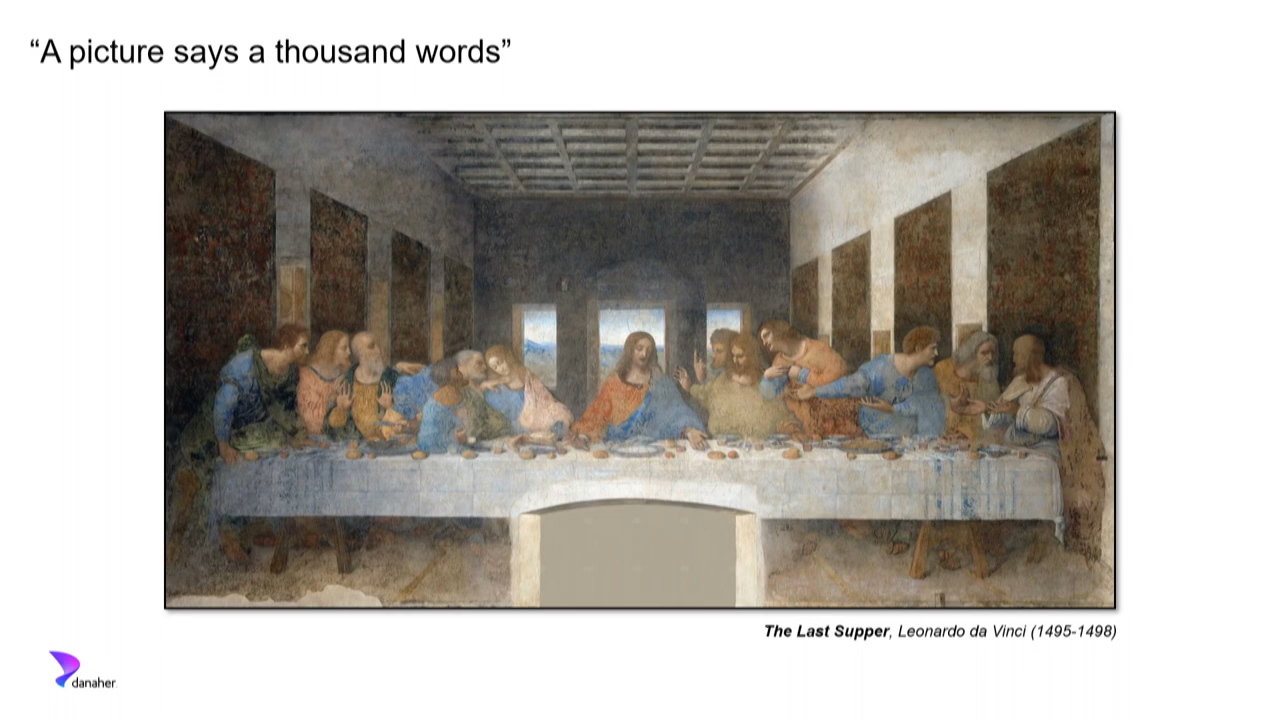 “A picture says a thousand words”
The Last Supper, Leonardo da Vinci (1495-1498)
danaher